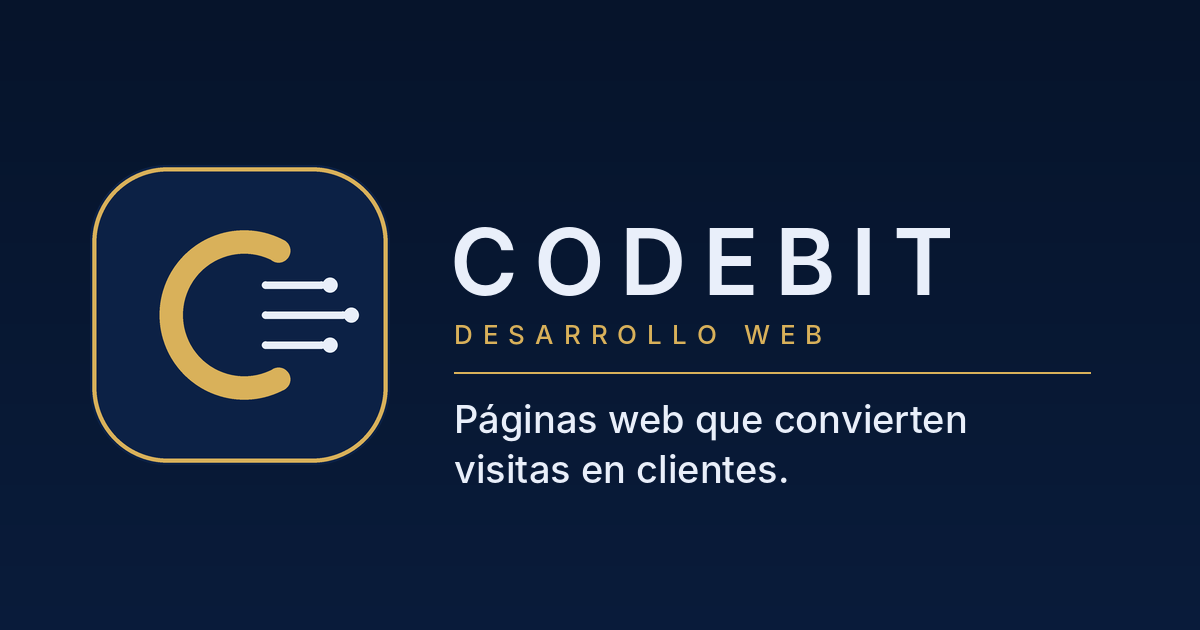 CODEBIT
DESARROLLO WEB
Páginas web que convierten
visitas en clientes.